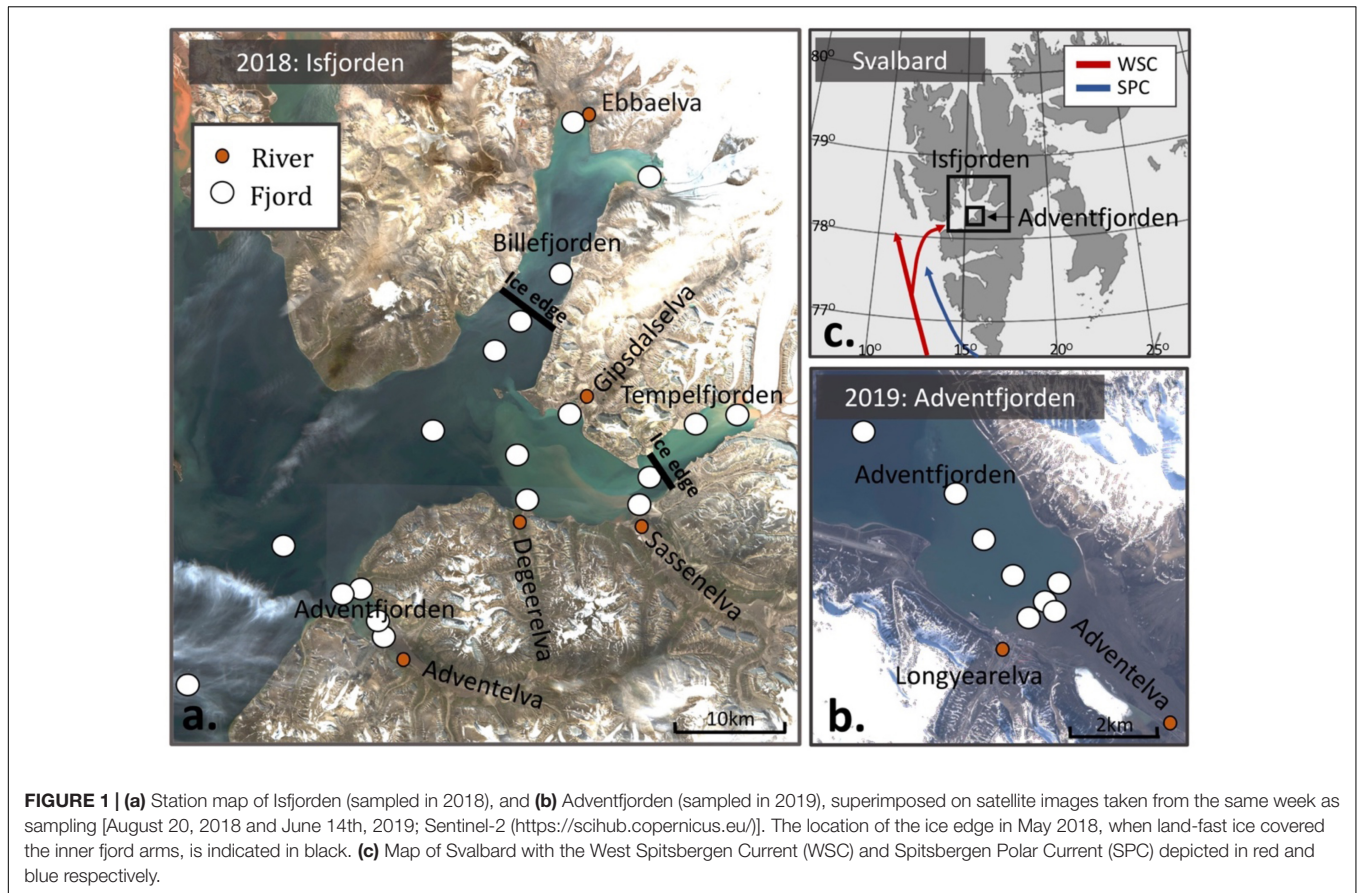 2018: Isfjorden
River
Fjord
Ebbaelva
Billefjorden
Ice edge
Gipsdalselva
Tempelfjorden
Ice edge
Sassenelva
Degeerelva
Adventfjorden
Adventelva
a.
10km
Svalbard
WSC
SPC
80°
79°
78°
77°
Isfjorden
Adventfjorden
c.
10°
15°
20°
25°
2019: Adventfjorden
Adventfjorden
Adventelva
Longyearelva
b.
2km
FIGURE 1 | (a) Station map of Isfjorden (sampled in 2018), and (b) Adventfjorden (sampled in 2019), superimposed on satellite images taken from the same week as
sampling [August 20, 2018 and June 14th, 2019; Sentinel-2 (https://scihub.copernicus.eu/)]. The location of the ice edge in May 2018, when land-fast ice covered
the inner fjord arms, is indicated in black. (c) Map of Svalbard with the West Spitsbergen Current (WSC) and Spitsbergen Polar Current (SPC) depicted in red and
blue respectively.